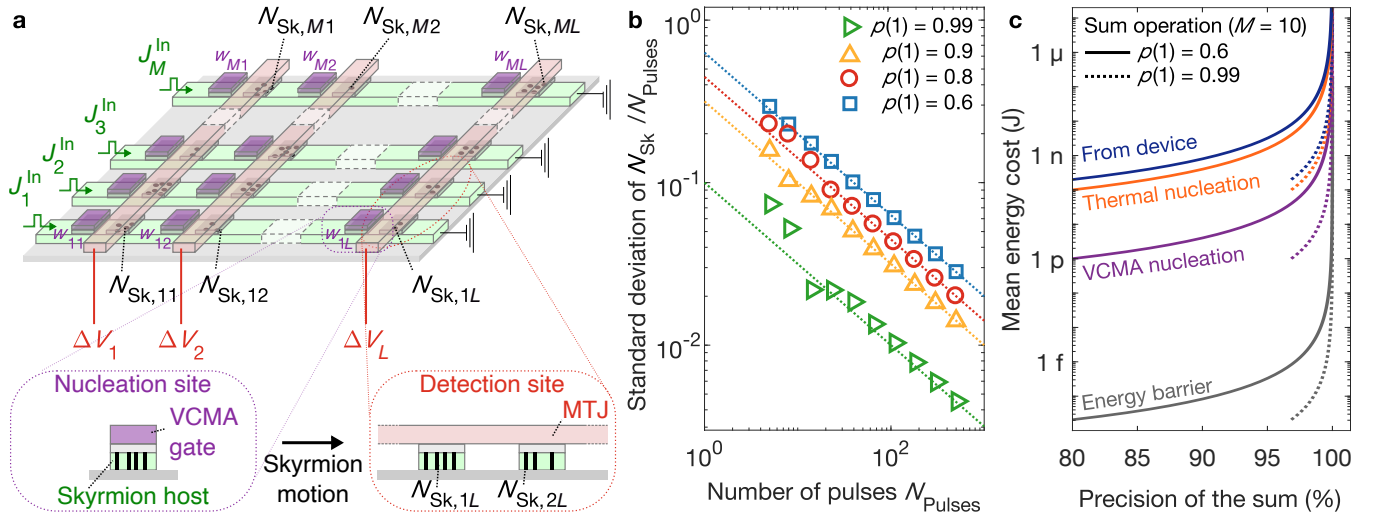 a
N_Sk,M1
N_Sk,M2
N_Sk,ML
J_M^In
w_M1
w_M2
w_ML
J_3^In
J_2^In
J_1^In
w_11
w_12
w_1L
N_Sk,11
N_Sk,12
N_Sk,1L
ΔV_1
ΔV_2
ΔV_L
Nucleation site
VCMA
gate
Skyrmion host
Skyrmion
motion
Detection site
MTJ
N_Sk,1L
N_Sk,2L
b
Standard deviation of N_Sk /N_Pulses
10^0
10^-1
10^-2
p(1) = 0.99
p(1) = 0.9
p(1) = 0.8
p(1) = 0.6
10^0
10^2
Number of pulses N_Pulses
c
Mean energy cost (J)
1 μ
1 n
1 p
1 f
Sum operation (M = 10)
p(1) = 0.6
p(1) = 0.99
From device
Thermal nucleation
VCMA nucleation
Energy barrier
80 85 90 95 100
Precision of the sum (%)